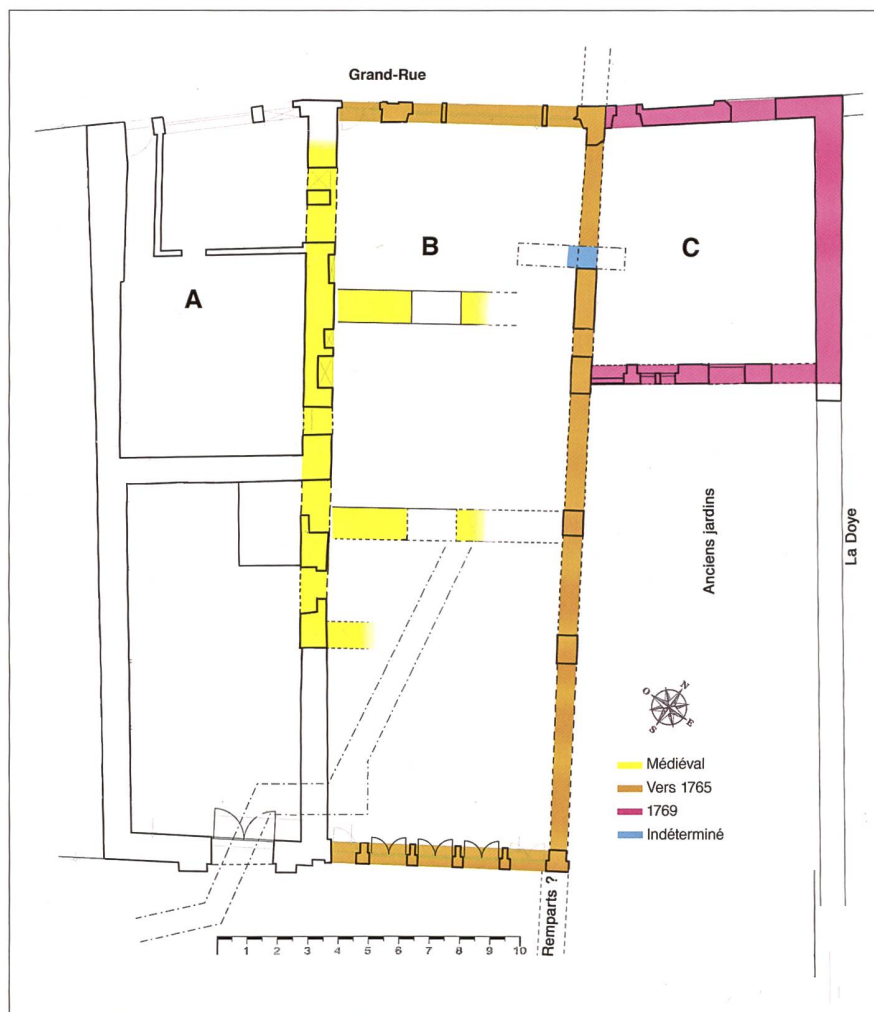 Grand-Rue
A
B
C
Anciens jardins
La Doye
N
O
S
E
Médiéval
Vers 1765
1769
Indéterminé
Remparts ?
1 2 3 4 5 6 7 8 9 10